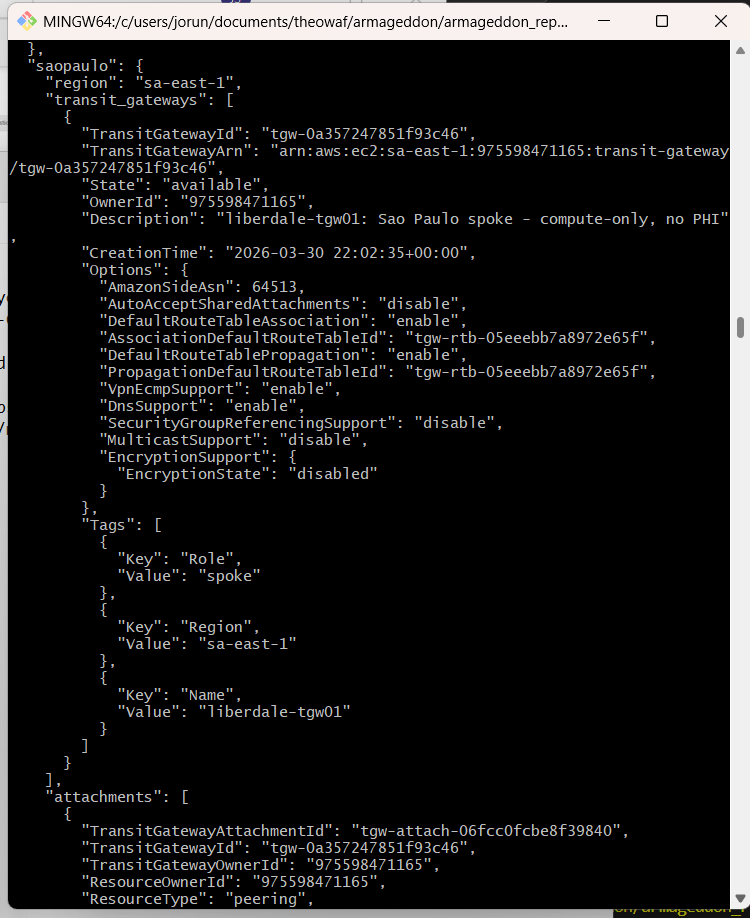 MINGW64:/c/users/jorun/documents/theowaf/armageddon/armageddon_rep...
},
"saopaulo": {
"region": "sa-east-1",
"transit_gateways": [
{
"TransitGatewayId": "tgw-0a357247851f93c46",
"TransitGatewayArn": "arn:aws:ec2:sa-east-1:975598471165:transit-gateway
/tgw-0a357247851f93c46",
"State": "available",
"OwnerId": "975598471165",
"Description": "liberdale-tgw01: Sao Paulo spoke - compute-only, no PHI"
,
"CreationTime": "2026-03-30 22:02:35+00:00",
"Options": {
"AmazonSideAsn": 64513,
"AutoAcceptSharedAttachments": "disable",
"DefaultRouteTableAssociation": "enable",
"AssociationDefaultRouteTableId": "tgw-rtb-05eeebb7a8972e65f",
"DefaultRouteTablePropagation": "enable",
"PropagationDefaultRouteTableId": "tgw-rtb-05eeebb7a8972e65f",
"VpnEcmpSupport": "enable",
"DnsSupport": "enable",
"SecurityGroupReferencingSupport": "disable",
"MulticastSupport": "disable",
"EncryptionSupport": {
"EncryptionState": "disabled"
}
},
"Tags": [
{
"Key": "Role",
"Value": "spoke"
},
{
"Key": "Region",
"Value": "sa-east-1"
},
{
"Key": "Name",
"Value": "liberdale-tgw01"
}
]
}
],
"attachments": [
{
"TransitGatewayAttachmentId": "tgw-attach-06fcc0fcbe8f39840",
"TransitGatewayId": "tgw-0a357247851f93c46",
"TransitGatewayOwnerId": "975598471165",
"ResourceOwnerId": "975598471165",
"ResourceType": "peering",